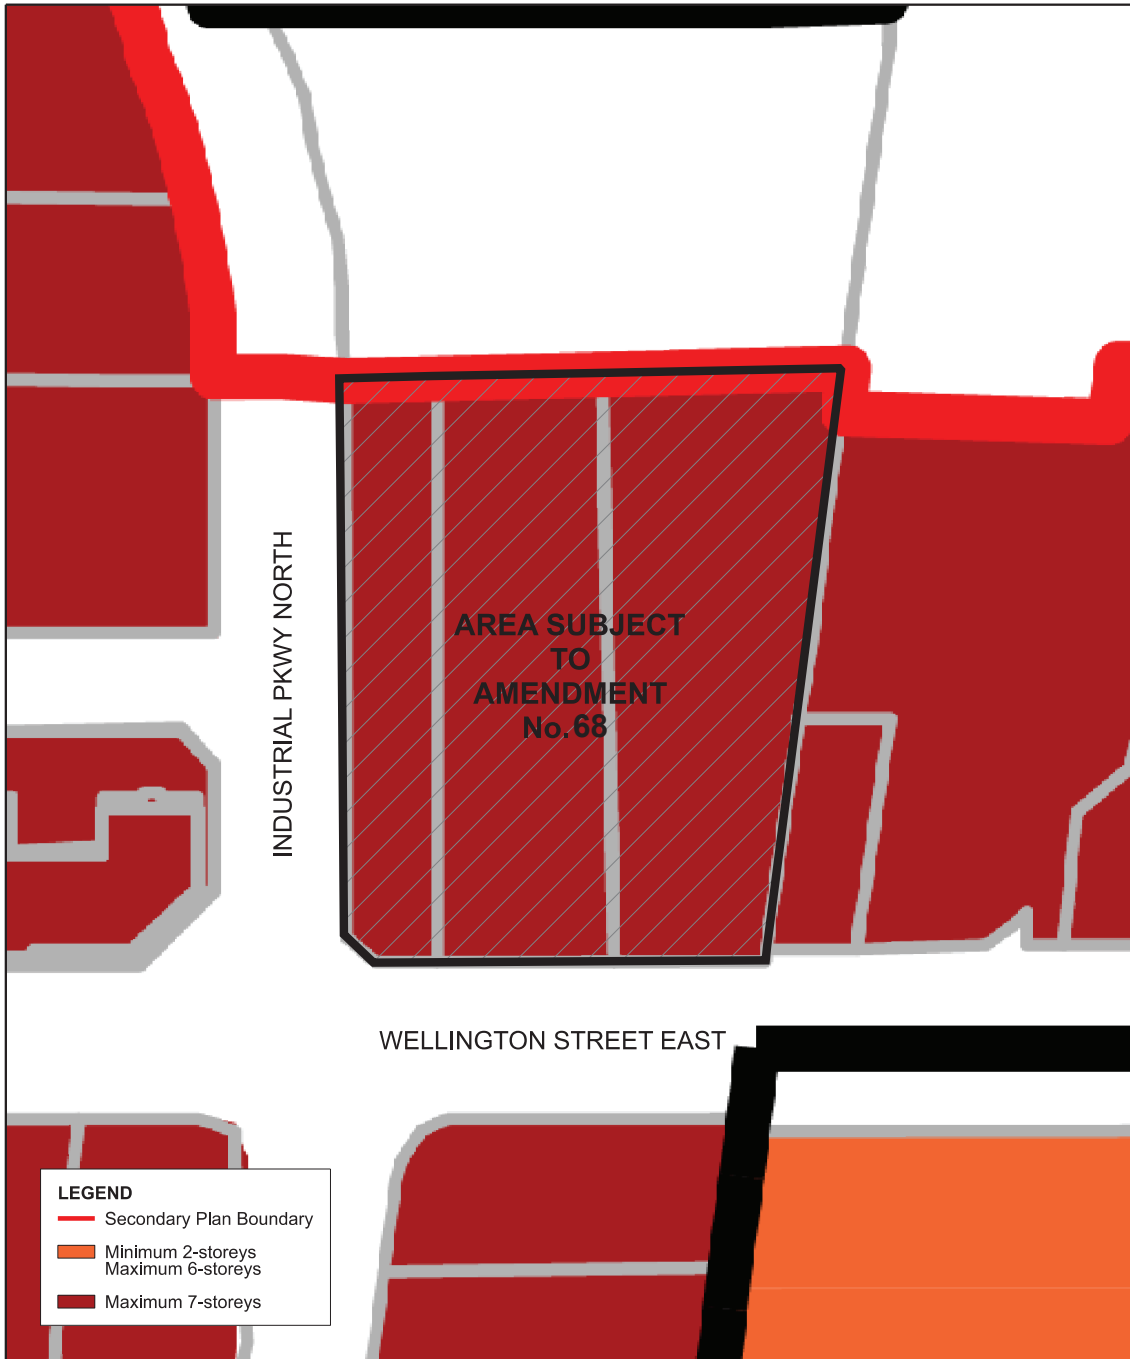 AREA SUBJECT
TO
AMENDMENT
No. 68
INDUSTRIAL PKWY NORTH
WELLINGTON STREET EAST
LEGEND
Secondary Plan Boundary
Minimum 2-storeys
Maximum 6-storeys
Maximum 7-storeys